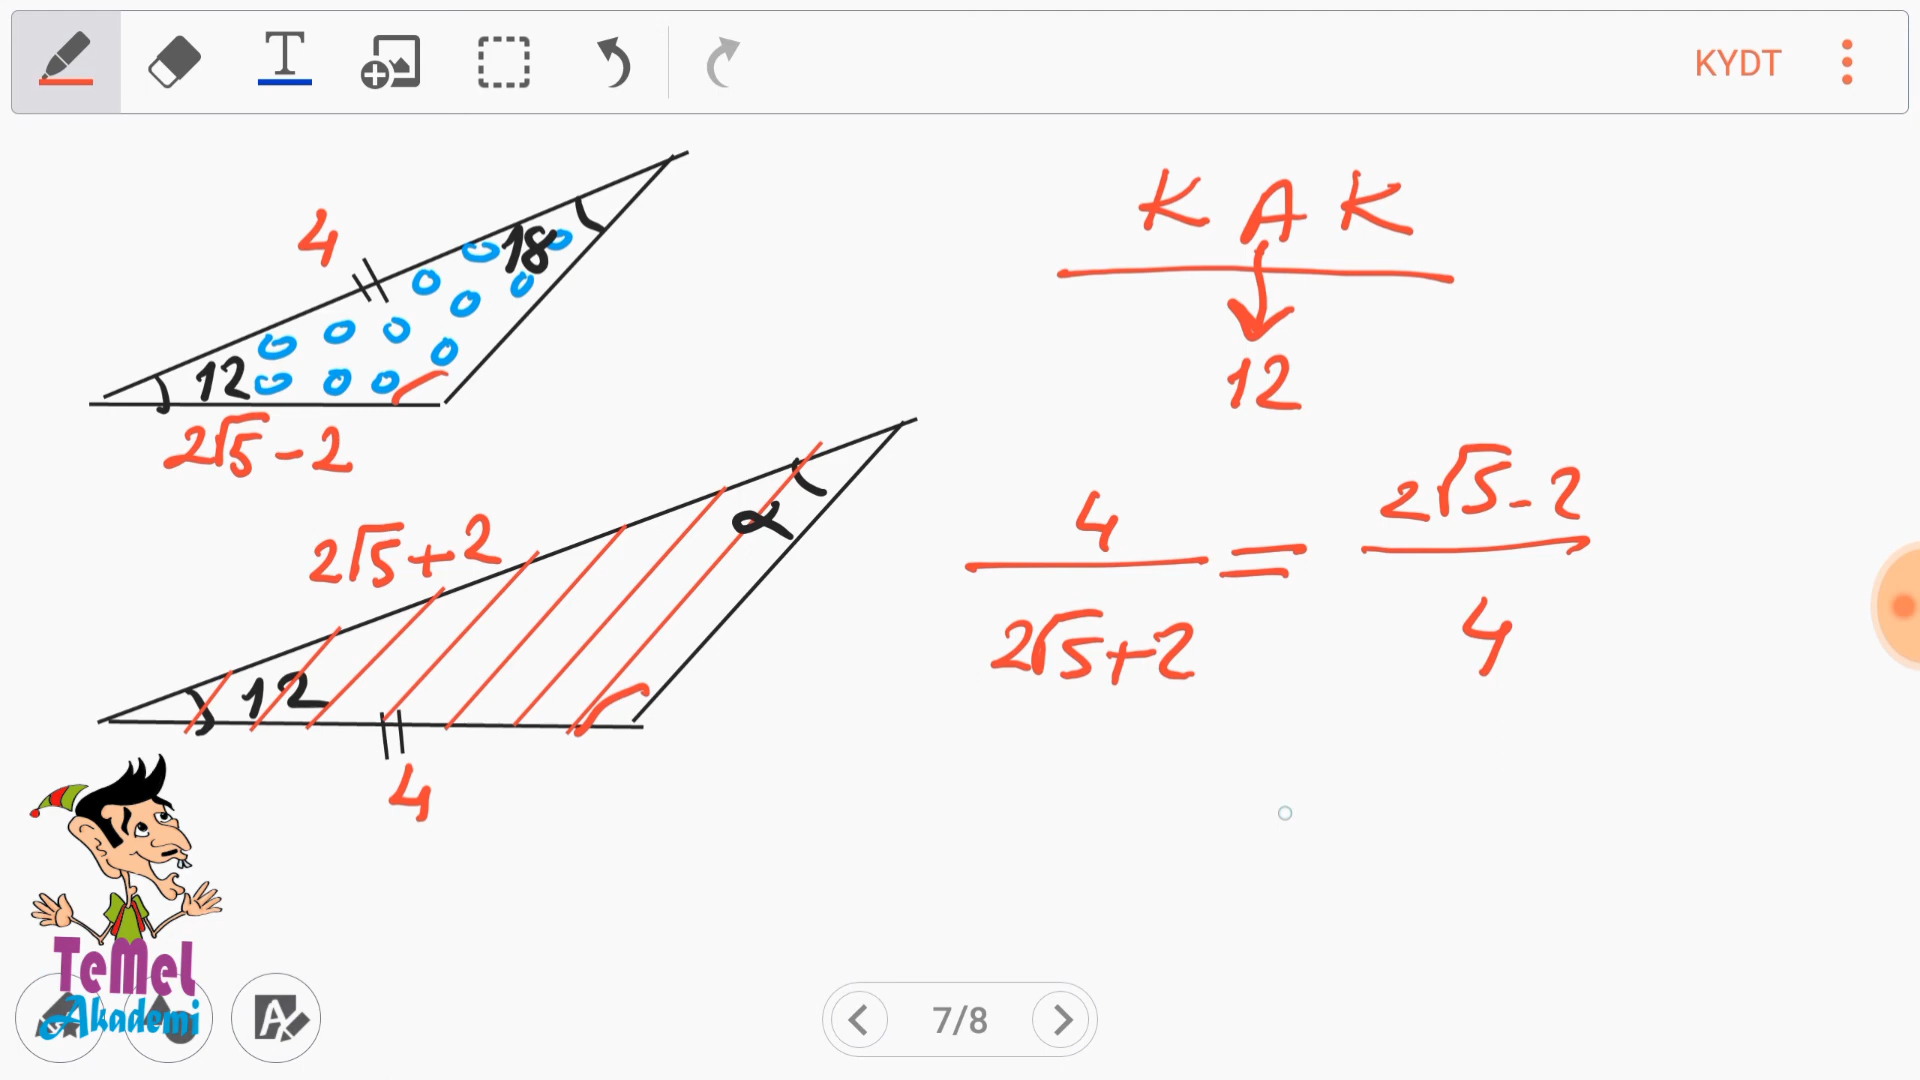 KYDT
4
18
12
2√5-2
2√5+2
α
12
4
K A K
12
4/(2√5+2) = (2√5-2)/4
TeMel
Akademi
7/8
T
A